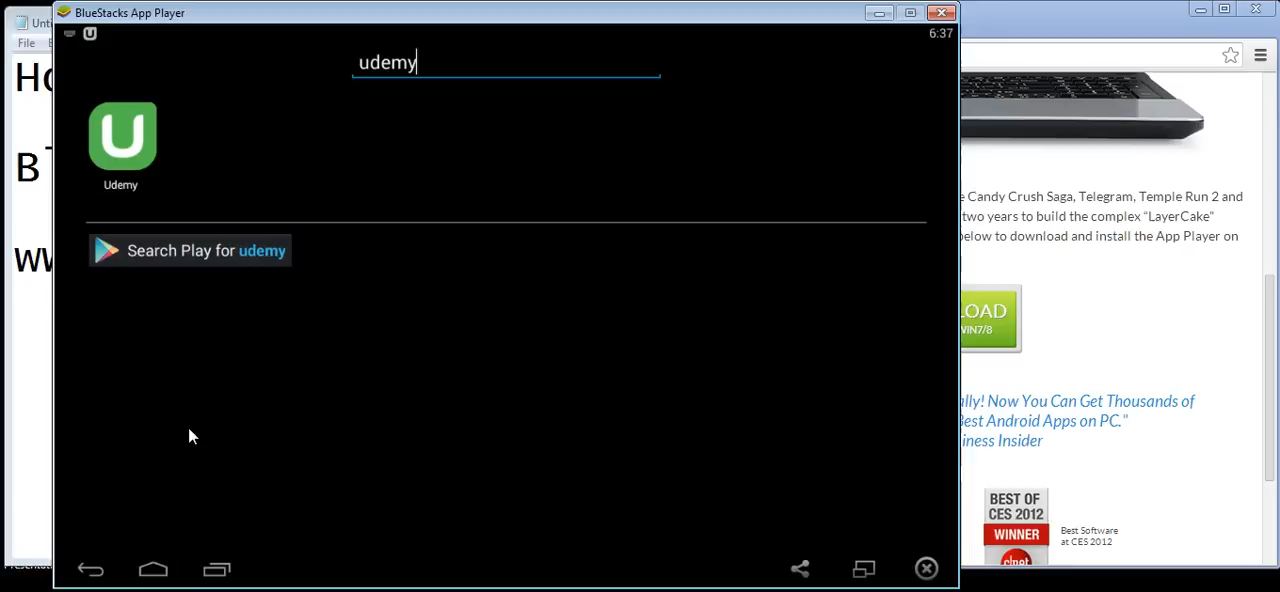 BlueStacks App Player
6:37
udemy
Udemy
Search Play for udemy
File
B
e Candy Crush Saga, Telegram, Temple Run 2 and
two years to build the complex “LayerCake”
below to download and install the App Player on
LOAD
WIN7/8
ally! Now You Can Get Thousands of
Best Android Apps on PC."
siness Insider
BEST OF
CES 2012
WINNER
c|net
Best Software
at CES 2012